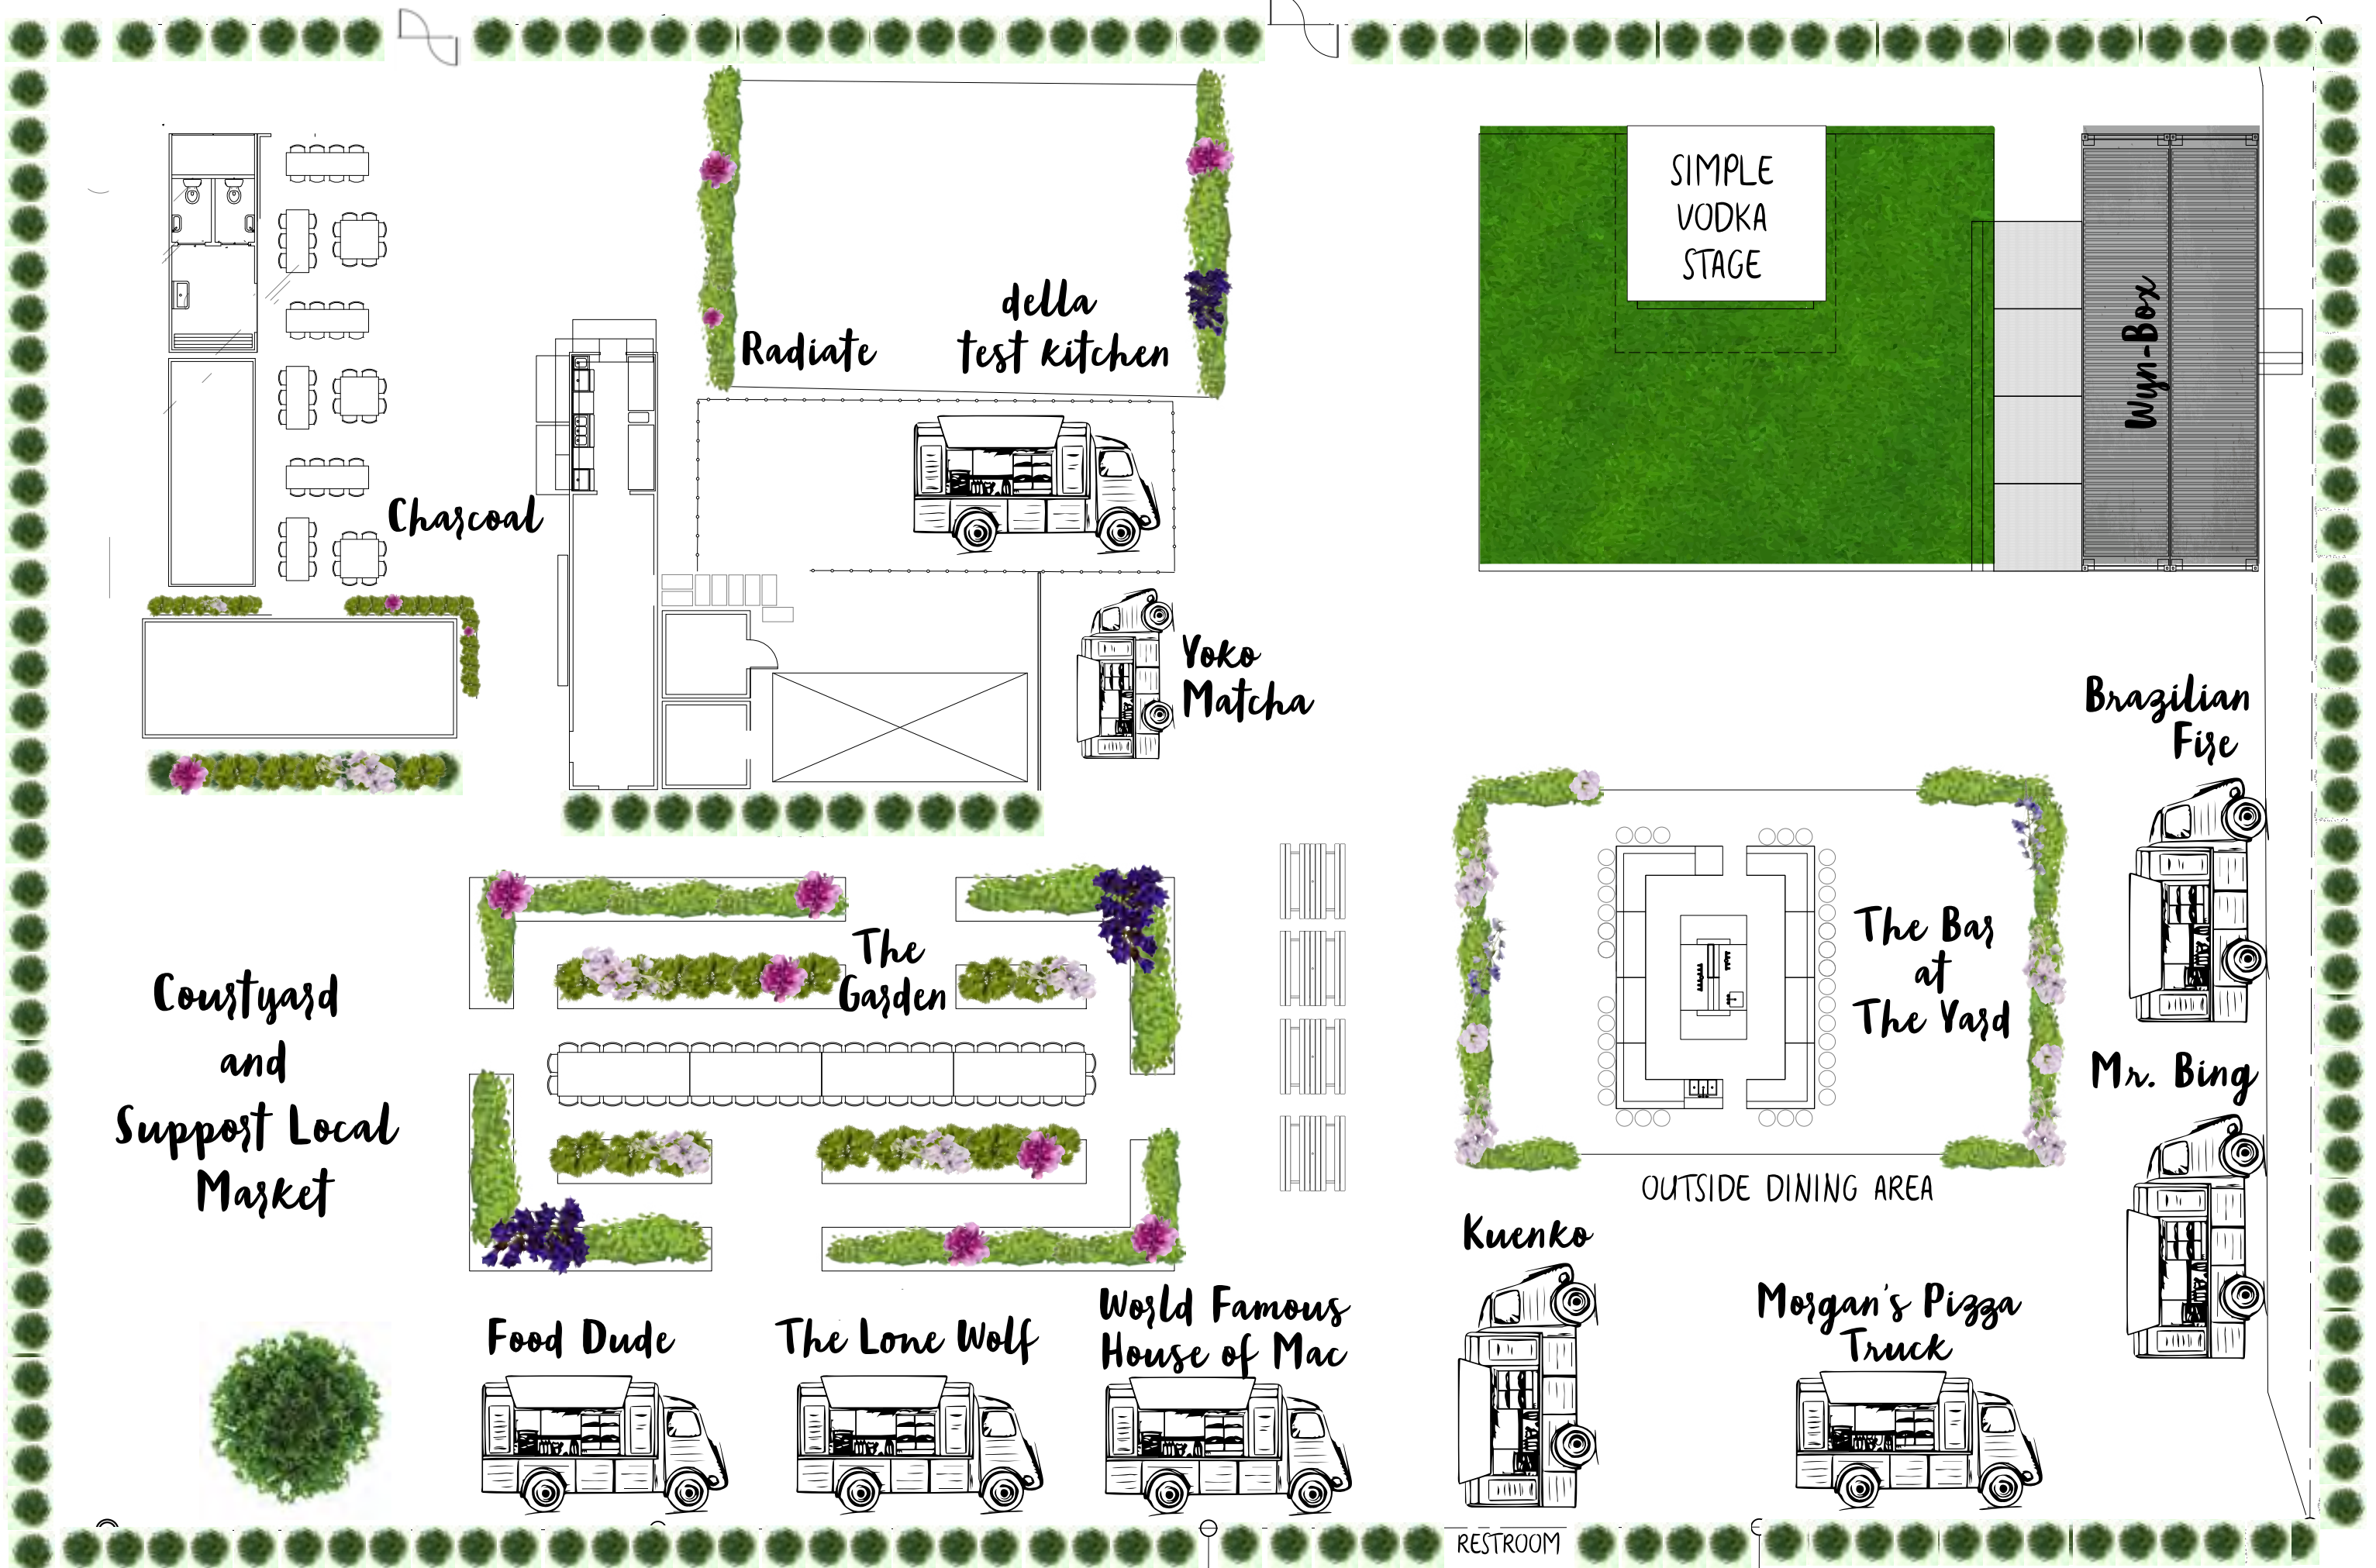 SIMPLE
VODKA
STAGE
Wyn-Box
della
test kitchen
Radiate
Charcoal
Yoko
Matcha
Brazilian
Fire
The
Garden
The Bar
at
The Yard
Courtyard
and
Support Local
Market
Mr. Bing
OUTSIDE DINING AREA
Kuenko
Food Dude
The Lone Wolf
World Famous
House of Mac
Morgan's Pizza
Truck
RESTROOM